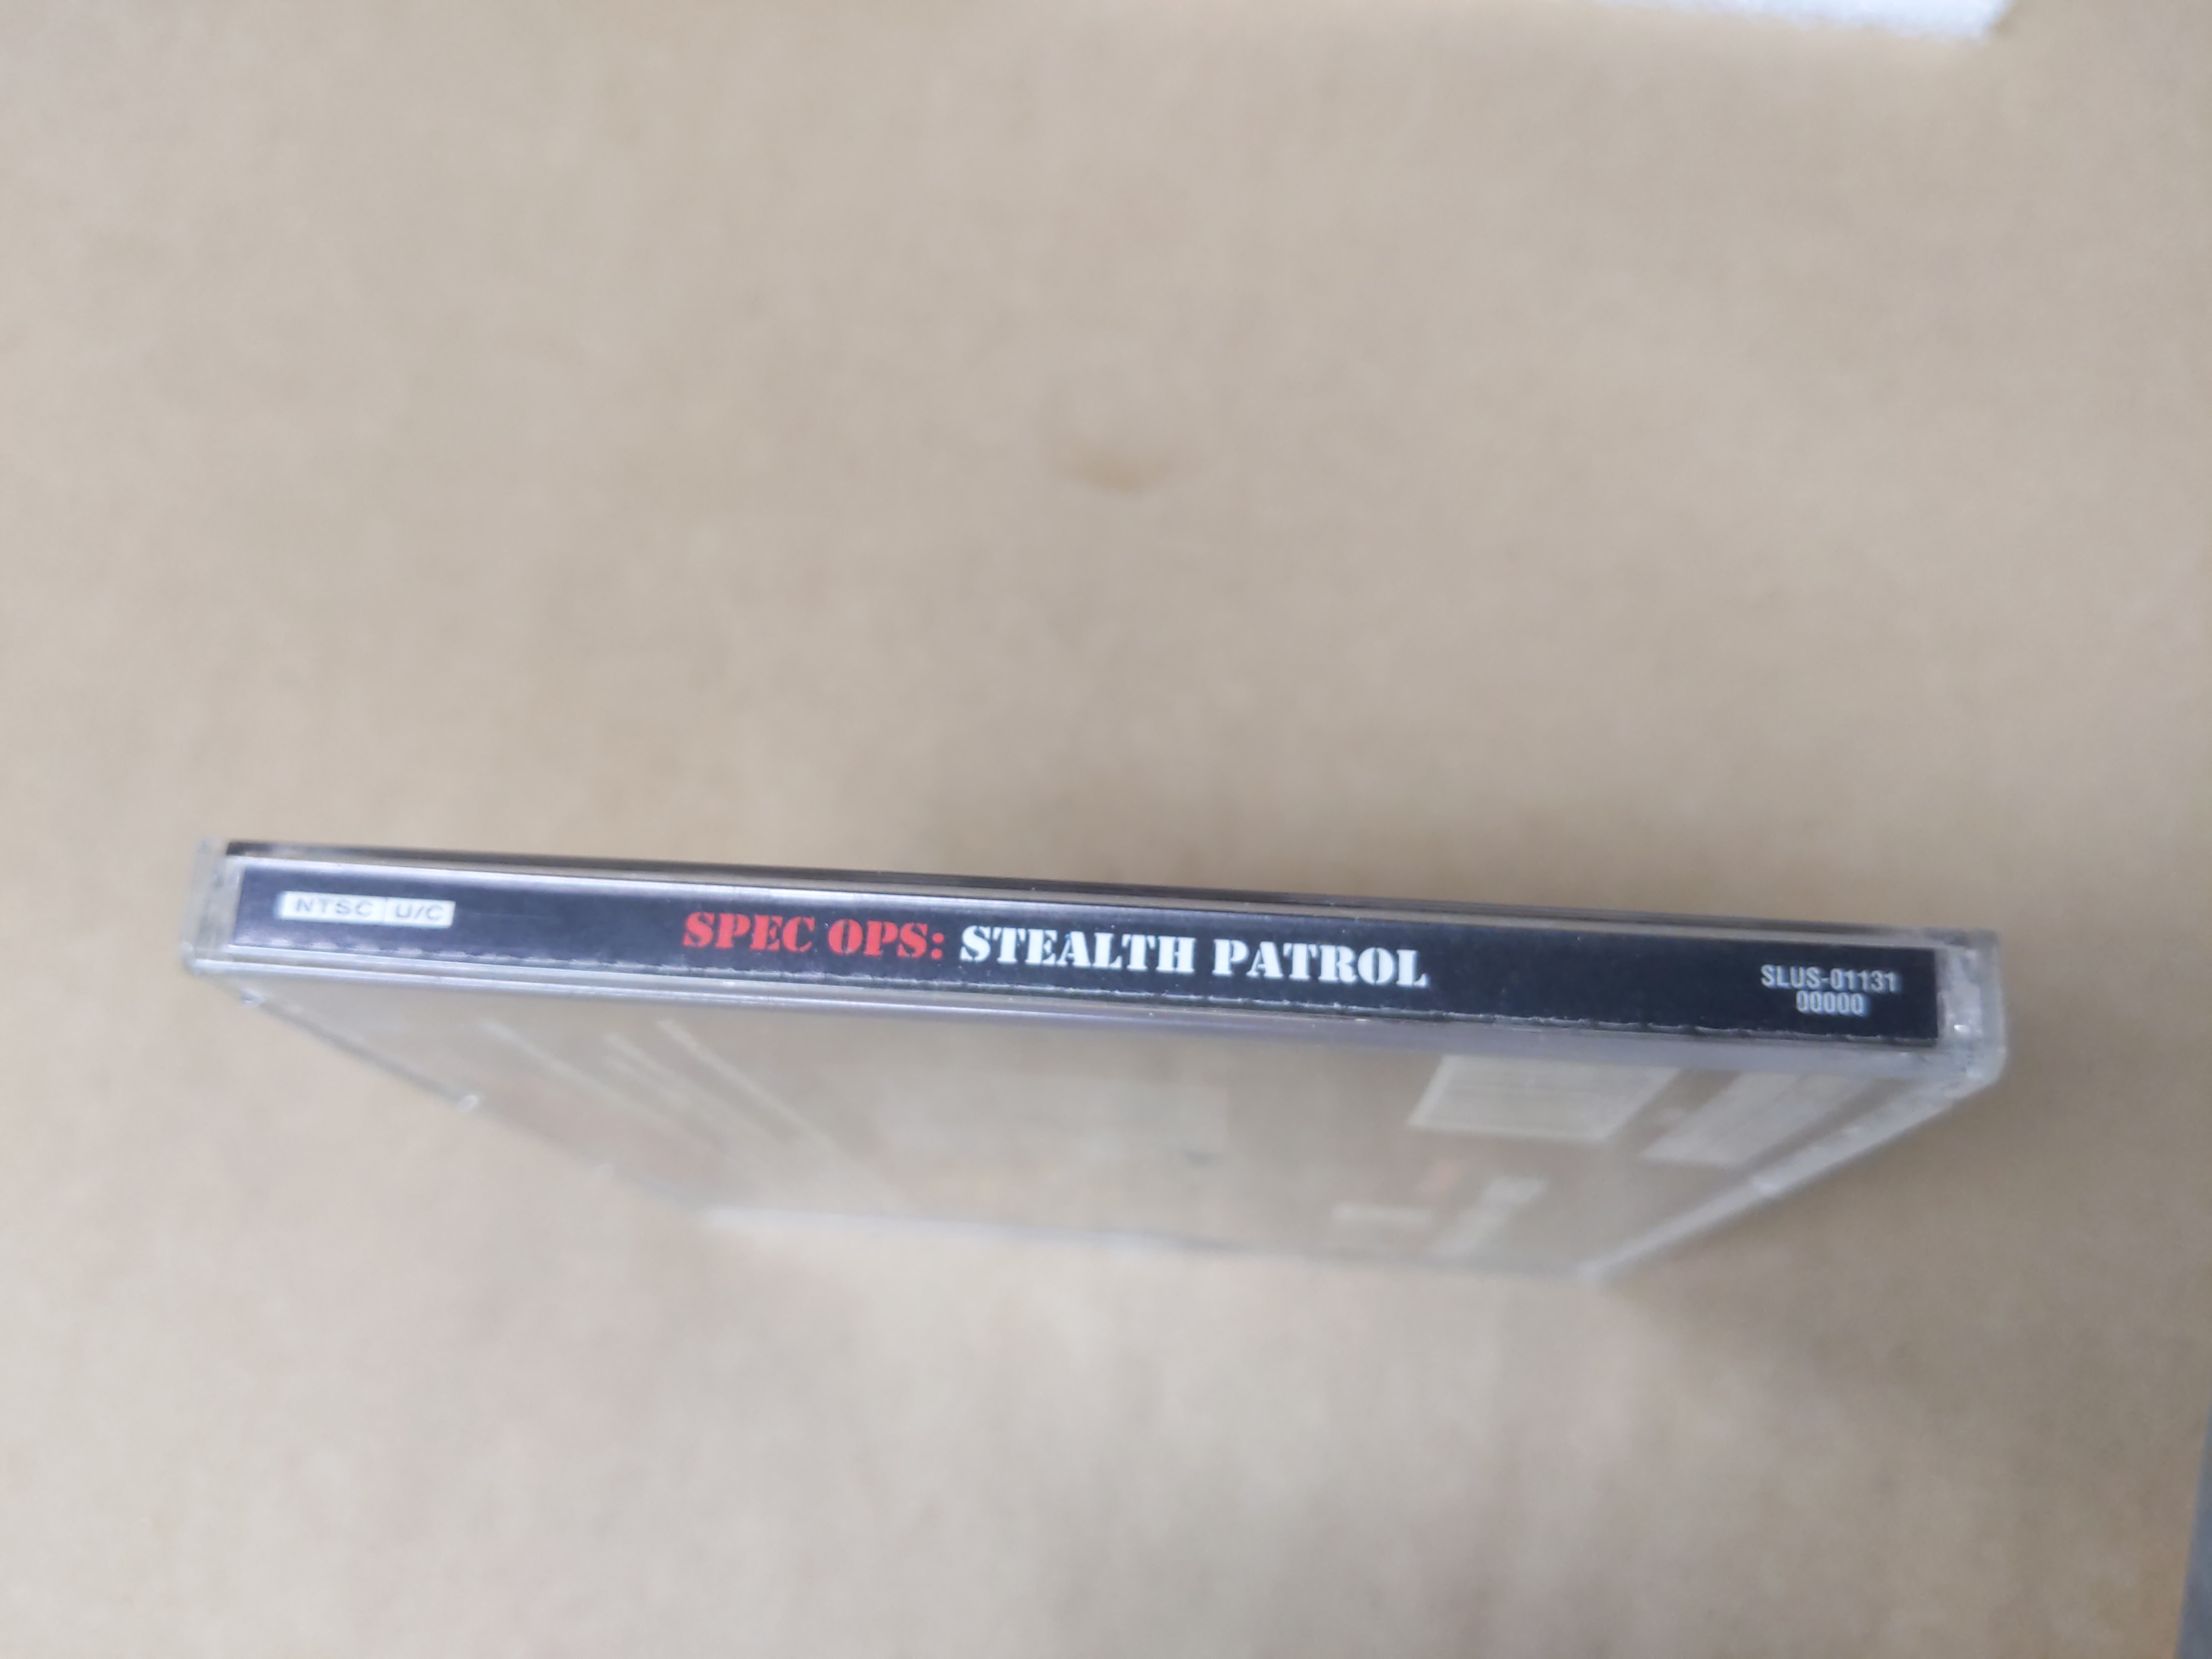 NTSC U/C
SPEC OPS: STEALTH PATROL
SLUS-01131
00000